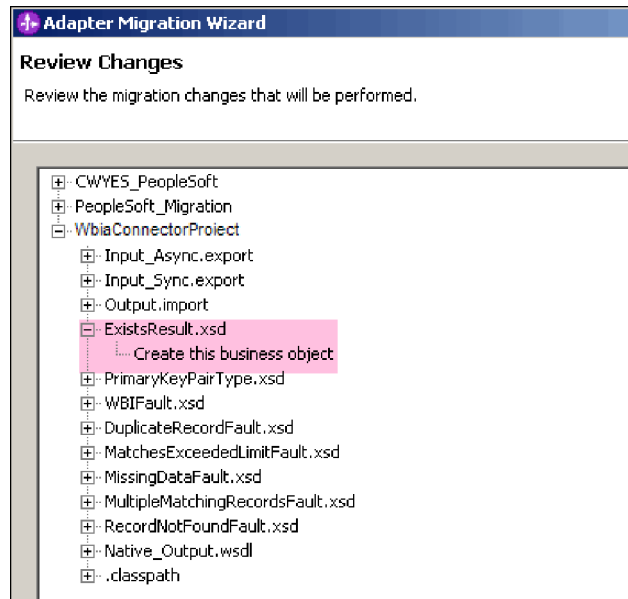 Adapter Migration Wizard
Review Changes
Review the migration changes that will be performed.
CWYES_PeopleSoft
PeopleSoft_Migration
WbiaConnectorProject
Input_Async.export
Input_Sync.export
Output.import
ExistsResult.xsd
Create this business object
PrimaryKeyPairType.xsd
WBIFault.xsd
DuplicateRecordFault.xsd
MatchesExceededLimitFault.xsd
MissingDataFault.xsd
MultipleMatchingRecordsFault.xsd
RecordNotFoundFault.xsd
Native_Output.wsdl
.classpath